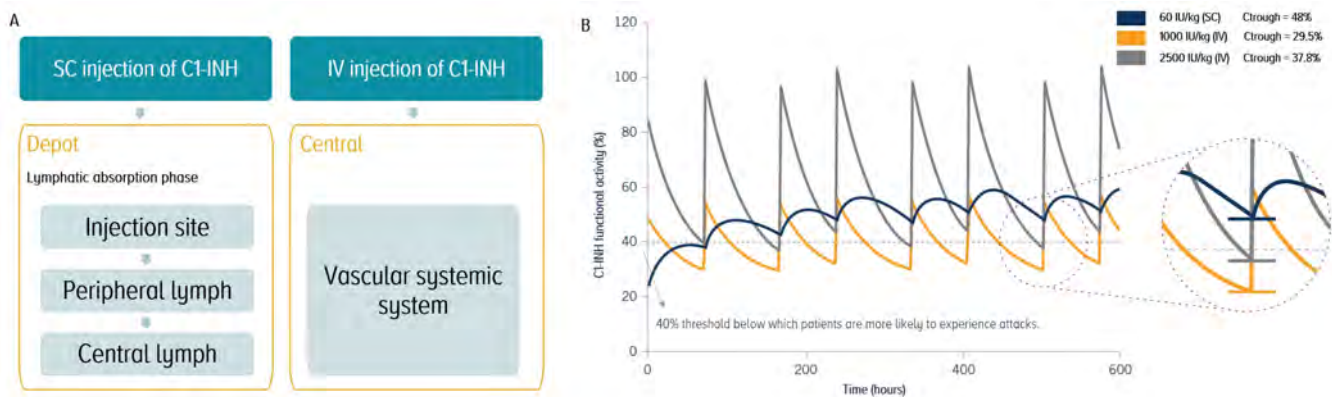 A
SC injection of C1-INH
IV injection of C1-INH
Depot
Lymphatic absorption phase
Injection site
Peripheral lymph
Central lymph
Central
Vascular systemic
system
B
60 IU/kg (SC) Ctrough = 48%
1000 IU/kg (IV) Ctrough = 29.5%
2500 IU/kg (IV) Ctrough = 37.8%
C1-INH functional activity (%)
120
100
80
60
40
20
0
40% threshold below which patients are more likely to experience attacks.
0
200
400
600
Time (hours)